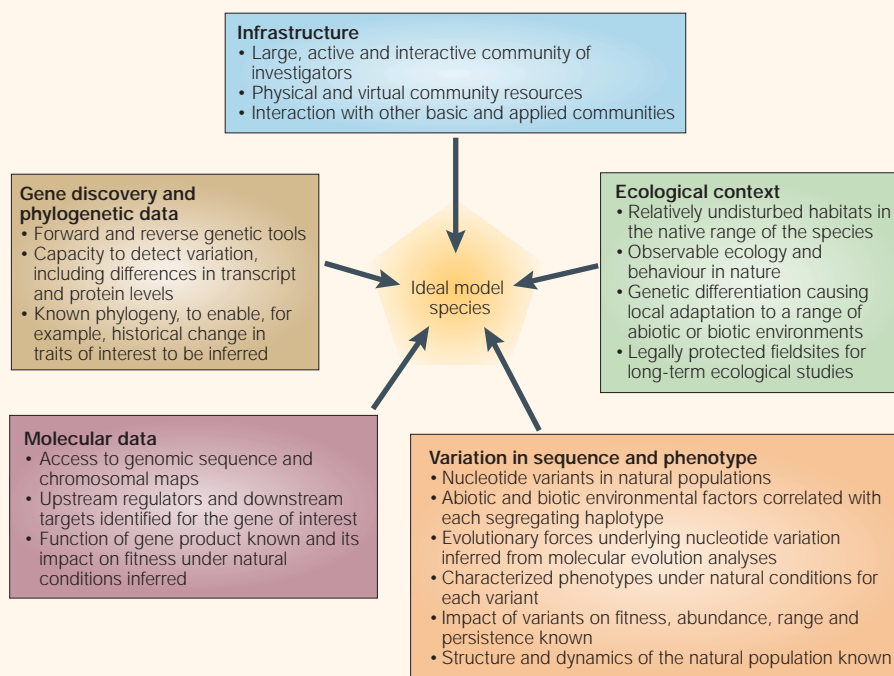 Infrastructure
• Large, active and interactive community of
investigators
• Physical and virtual community resources
• Interaction with other basic and applied communities
Gene discovery and
phylogenetic data
• Forward and reverse genetic tools
• Capacity to detect variation,
including differences in transcript
and protein levels
• Known phylogeny, to enable, for
example, historical change in
traits of interest to be inferred
Ecological context
• Relatively undisturbed habitats in
the native range of the species
• Observable ecology and
behaviour in nature
• Genetic differentiation causing
local adaptation to a range of
abiotic or biotic environments
• Legally protected fieldsites for
long-term ecological studies
Ideal model
species
Molecular data
• Access to genomic sequence and
chromosomal maps
• Upstream regulators and downstream
targets identified for the gene of interest
• Function of gene product known and its
impact on fitness under natural
conditions inferred
Variation in sequence and phenotype
• Nucleotide variants in natural populations
• Abiotic and biotic environmental factors correlated with
each segregating haplotype
• Evolutionary forces underlying nucleotide variation
inferred from molecular evolution analyses
• Characterized phenotypes under natural conditions for
each variant
• Impact of variants on fitness, abundance, range and
persistence known
• Structure and dynamics of the natural population known